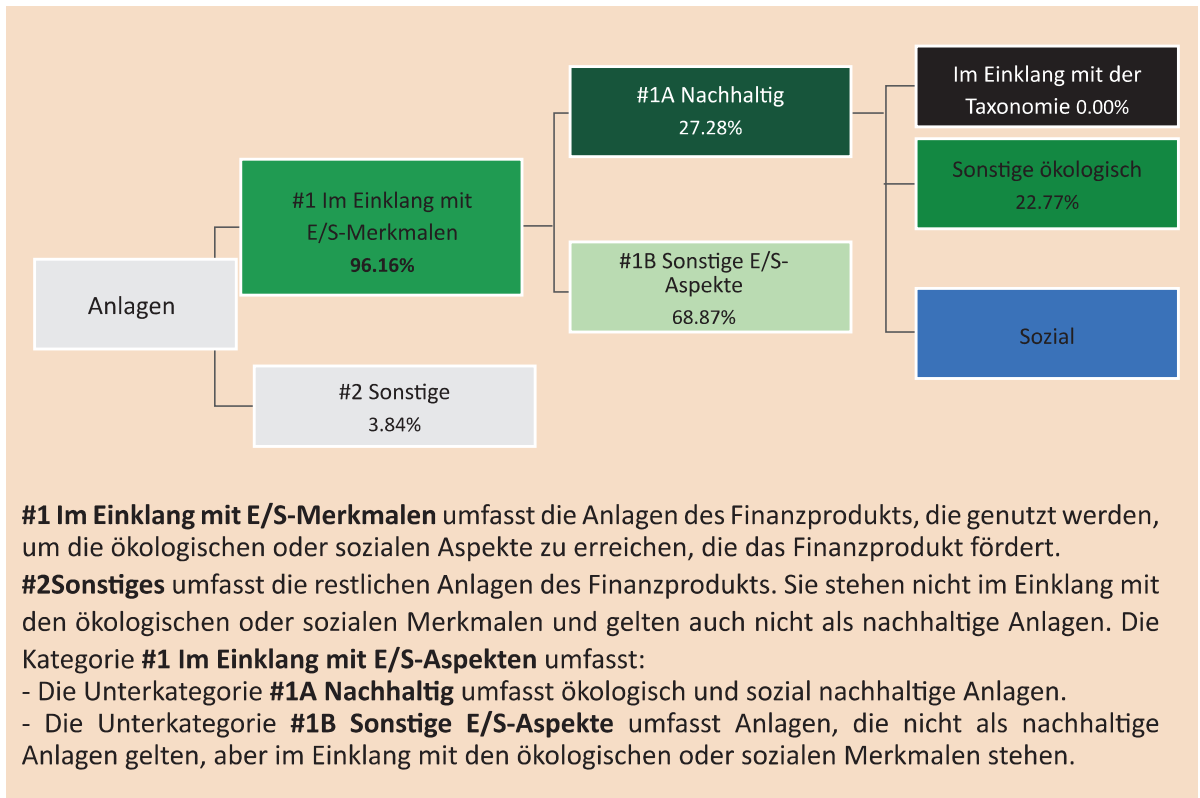 Anlagen
#1 Im Einklang mit
E/S-Merkmalen
96.16%
#2 Sonstige
3.84%
#1A Nachhaltig
27.28%
#1B Sonstige E/S-
Aspekte
68.87%
Im Einklang mit der
Taxonomie 0.00%
Sonstige ökologisch
22.77%
Sozial
#1 Im Einklang mit E/S-Merkmalen umfasst die Anlagen des Finanzprodukts, die genutzt werden,
um die ökologischen oder sozialen Aspekte zu erreichen, die das Finanzprodukt fördert.
#2Sonstiges umfasst die restlichen Anlagen des Finanzprodukts. Sie stehen nicht im Einklang mit
den ökologischen oder sozialen Merkmalen und gelten auch nicht als nachhaltige Anlagen. Die
Kategorie #1 Im Einklang mit E/S-Aspekten umfasst:
- Die Unterkategorie #1A Nachhaltig umfasst ökologisch und sozial nachhaltige Anlagen.
- Die Unterkategorie #1B Sonstige E/S-Aspekte umfasst Anlagen, die nicht als nachhaltige
Anlagen gelten, aber im Einklang mit den ökologischen oder sozialen Merkmalen stehen.